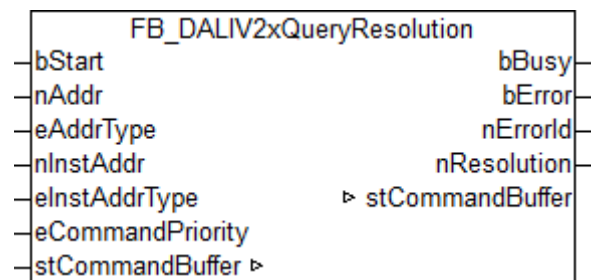 FB_DALIV2xQueryResolution
bStart bBusy
nAddr bError
eAddrType nErrorId
nInstAddr nResolution
eInstAddrType ▹ stCommandBuffer
eCommandPriority
stCommandBuffer ▹